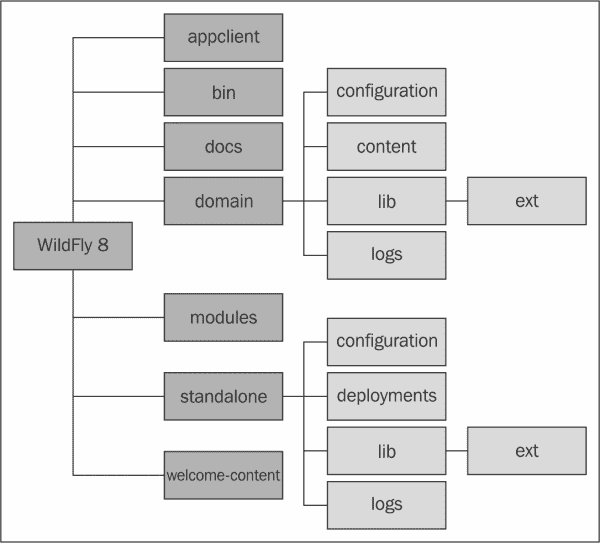 WildFly 8
appclient
bin
docs
domain
configuration
content
lib
ext
logs
modules
standalone
configuration
deployments
lib
ext
logs
welcome-content